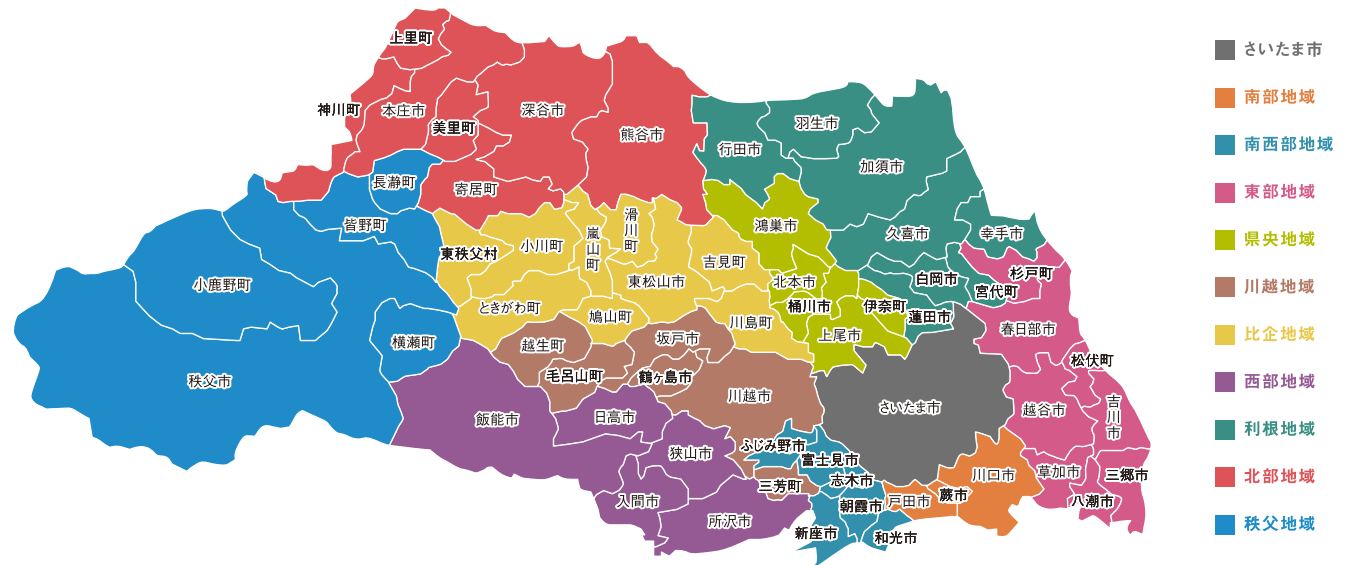 上里町
神川町
本庄市
美里町
深谷市
熊谷市
長瀞町
寄居町
皆野町
小鹿野町
秩父市
横瀬町
行田市
羽生市
加須市
久喜市
幸手市
白岡市
宮代町
杉戸町
蓮田市
鴻巣市
北本市
桶川市
伊奈町
上尾市
東秩父村
小川町
嵐山町
滑川町
吉見町
東松山市
ときがわ町
鳩山町
川島町
越生町
毛呂山町
坂戸市
鶴ヶ島市
川越市
三芳町
飯能市
日高市
狭山市
入間市
所沢市
さいたま市
ふじみ野市
富士見市
志木市
朝霞市
新座市
和光市
戸田市
蕨市
川口市
春日部市
松伏町
越谷市
吉川市
草加市
八潮市
三郷市
さいたま市
南部地域
南西部地域
東部地域
県央地域
川越地域
比企地域
西部地域
利根地域
北部地域
秩父地域